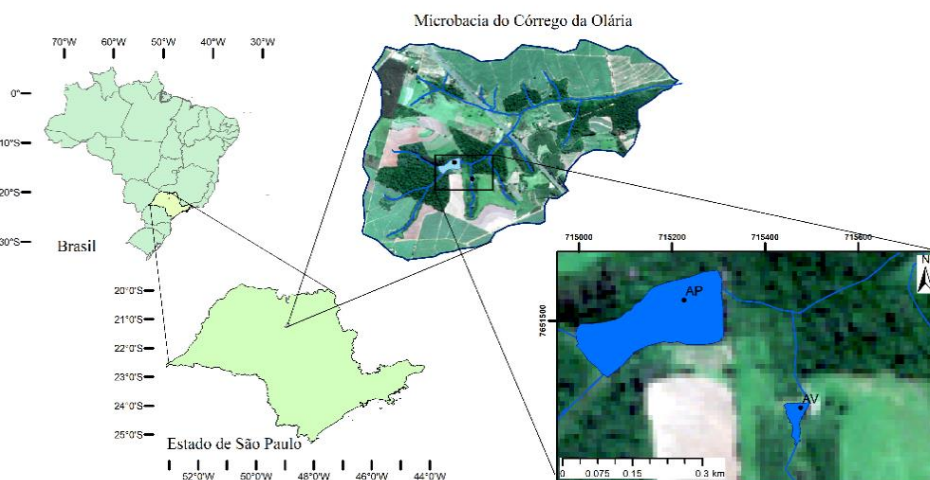 Microbacia do Córrego da Olária
70°W 60°W 50°W 40°W 30°W
0°
10°S
20°S
30°S
Brasil
715000 715200 715400 715600
N
7651500
AP
AV
0 0.075 0.15 0.3 km
20°0'S
21°0'S
22°0'S
23°0'S
24°0'S
25°0'S
Estado de São Paulo
52°0'W 50°0'W 48°0'W 46°0'W 44°0'W